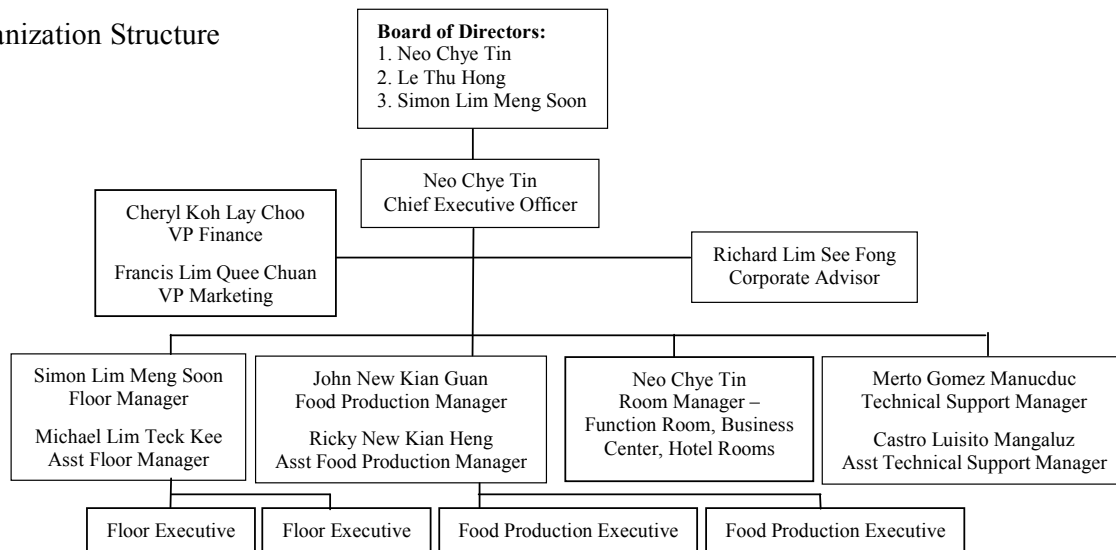 anization Structure
Board of Directors:
1. Neo Chye Tin
2. Le Thu Hong
3. Simon Lim Meng Soon
Neo Chye Tin
Chief Executive Officer
Cheryl Koh Lay Choo
VP Finance
Francis Lim Quee Chuan
VP Marketing
Richard Lim See Fong
Corporate Advisor
Simon Lim Meng Soon
Floor Manager
Michael Lim Teck Kee
Asst Floor Manager
John New Kian Guan
Food Production Manager
Ricky New Kian Heng
Asst Food Production Manager
Neo Chye Tin
Room Manager –
Function Room, Business
Center, Hotel Rooms
Merto Gomez Manucduc
Technical Support Manager
Castro Luisito Mangaluz
Asst Technical Support Manager
Floor Executive
Floor Executive
Food Production Executive
Food Production Executive